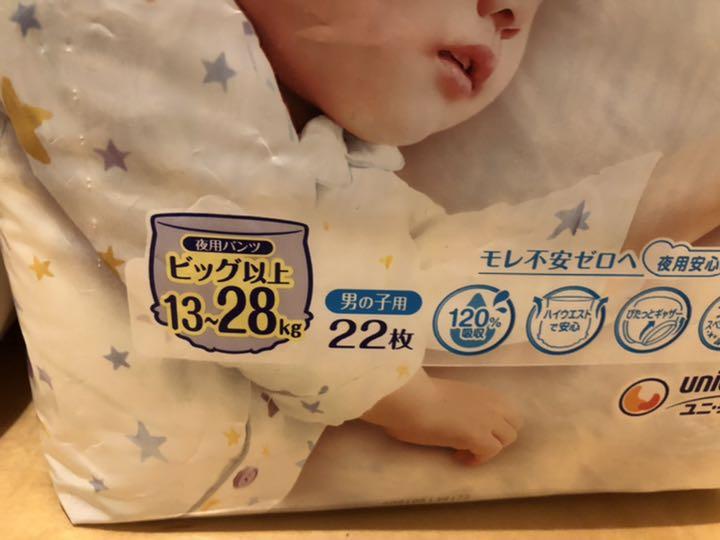 夜用パンツ
ビッグ以上
13~28kg
男の子用
22枚
モレ不安ゼロへ
夜用安心
120%
吸収
ハイウエスト
で安心
ぴたっとギャザー
uni
ユニ